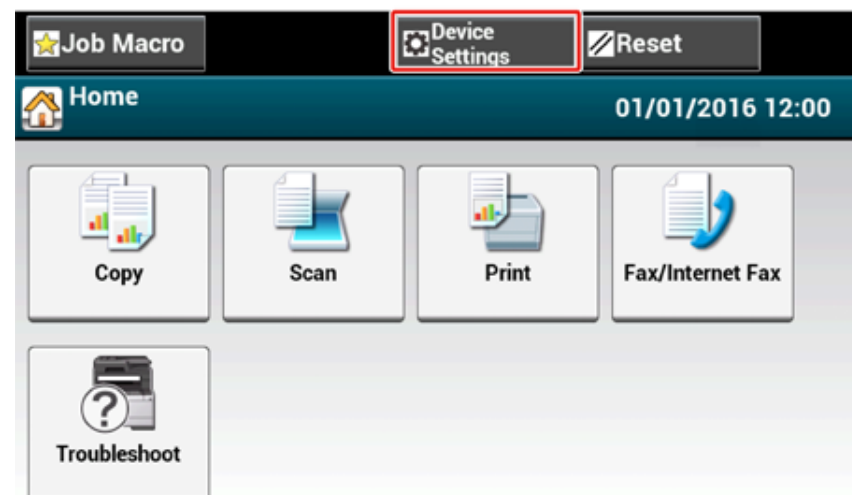 Job Macro
Device
Settings
Reset
Home
01/01/2016 12:00
Copy
Scan
Print
Fax/Internet Fax
?
Troubleshoot